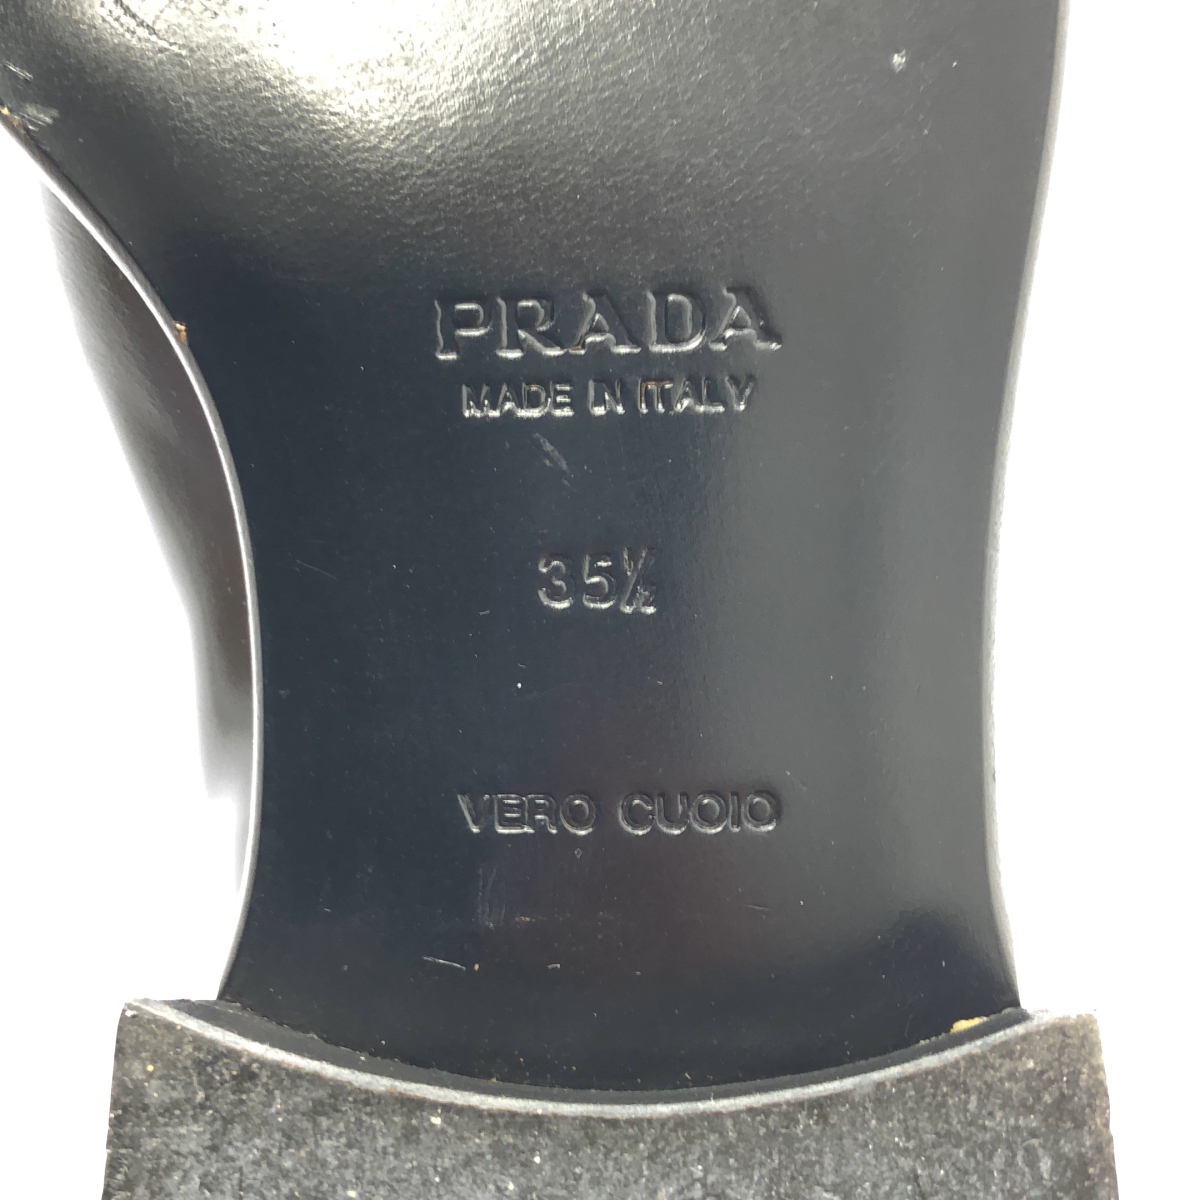 PRADA
MADE IN ITALY
35½
VERO CUOIO